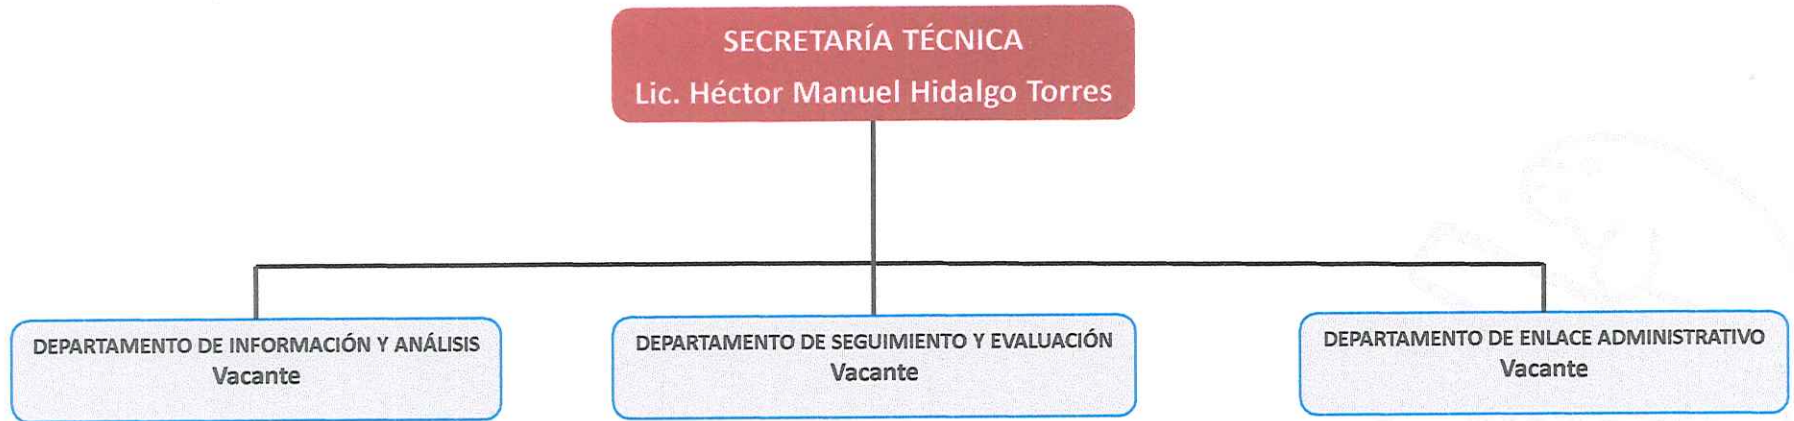 SECRETARÍA TÉCNICA
Lic. Héctor Manuel Hidalgo Torres
DEPARTAMENTO DE INFORMACIÓN Y ANÁLISIS
Vacante
DEPARTAMENTO DE SEGUIMIENTO Y EVALUACIÓN
Vacante
DEPARTAMENTO DE ENLACE ADMINISTRATIVO
Vacante